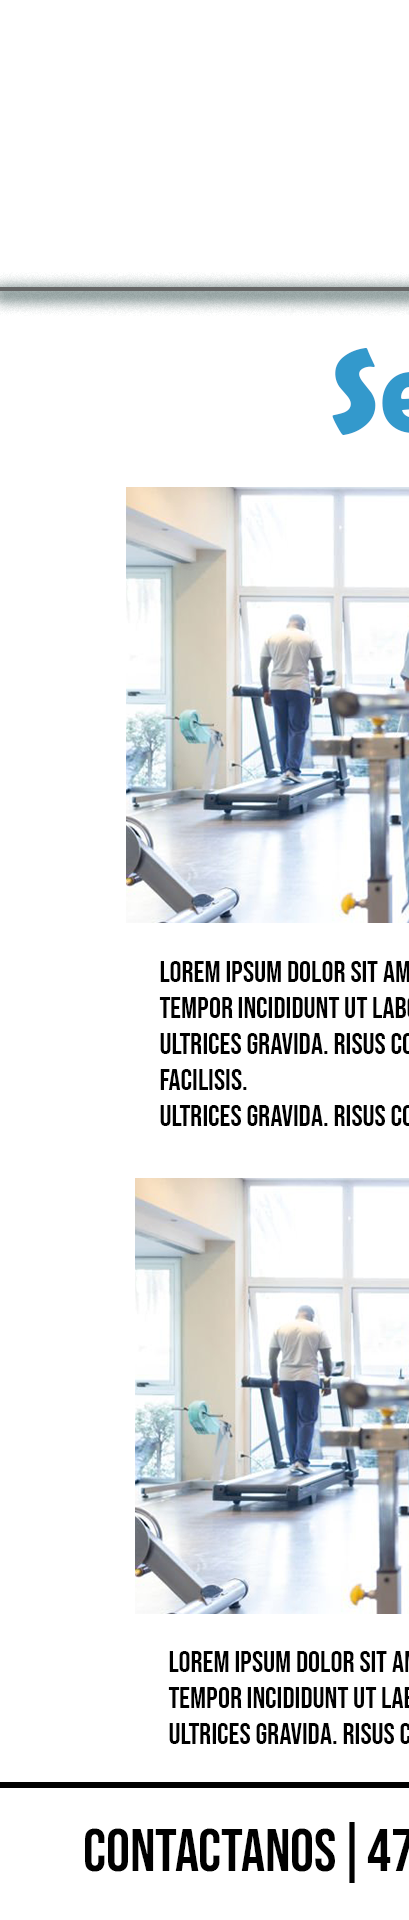 Se
LOREM IPSUM DOLOR SIT AM
TEMPOR INCIDIDUNT UT LABO
ULTRICES GRAVIDA. RISUS CO
FACILISIS.
ULTRICES GRAVIDA. RISUS CO
LOREM IPSUM DOLOR SIT AM
TEMPOR INCIDIDUNT UT LAB
ULTRICES GRAVIDA. RISUS C
CONTACTANOS | 47